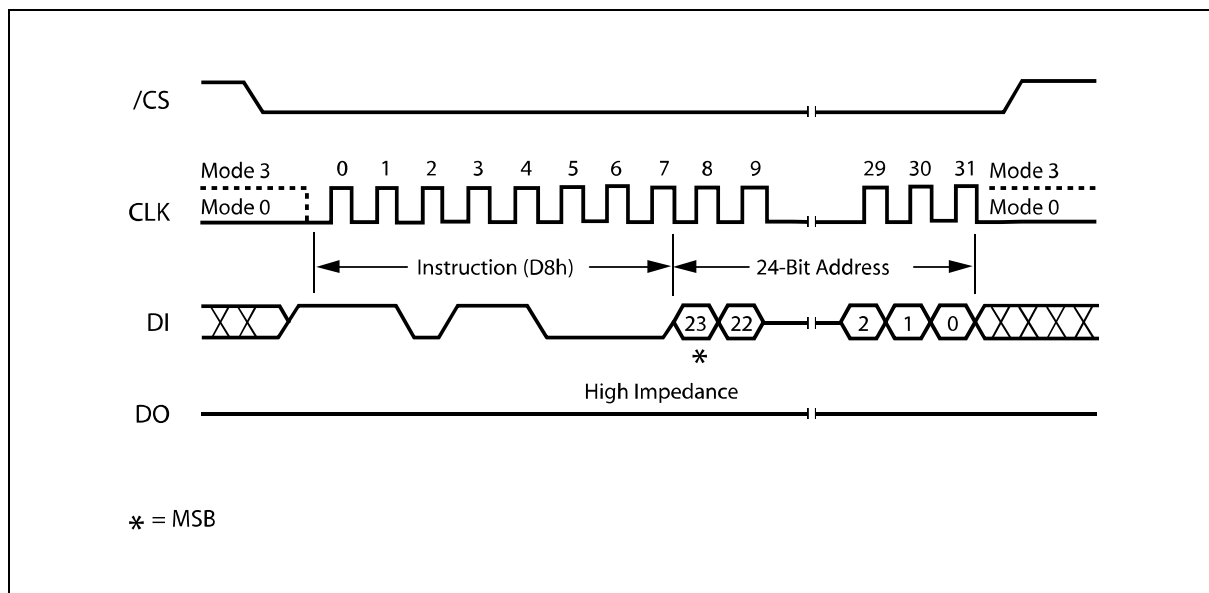 /CS
Mode 3 0 1 2 3 4 5 6 7 8 9 29 30 31 Mode 3
CLK Mode 0 Mode 0
Instruction (D8h) 24-Bit Address
DI 23 22 2 1 0
*
High Impedance
DO
* = MSB